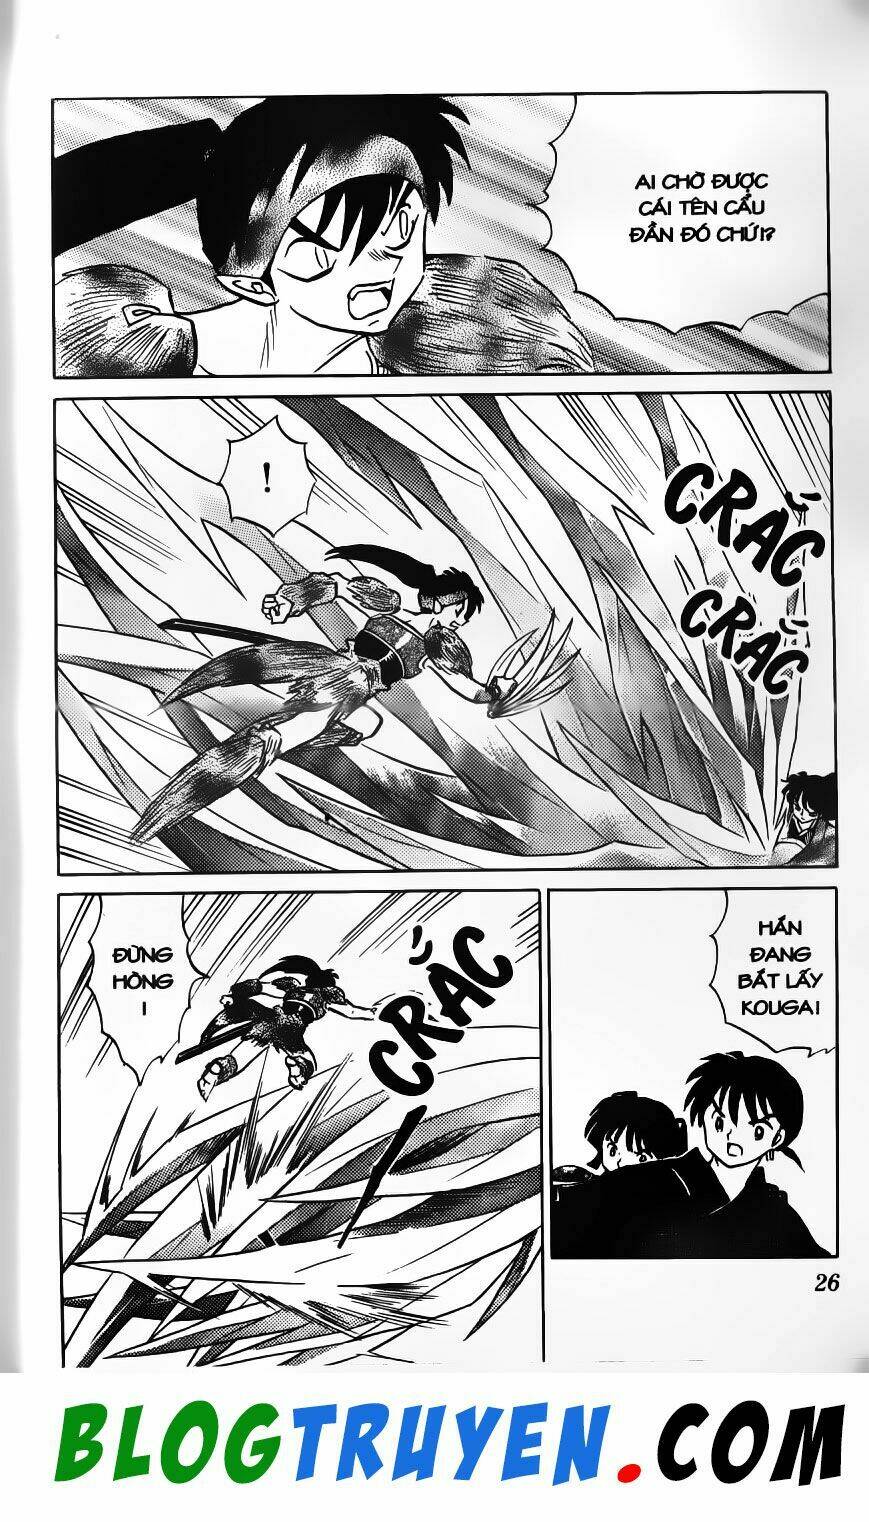 AI CHỜ ĐƯỢC
CÁI TÊN CẨU
ĐẦN ĐÓ CHỨ!?
!
CRẮC
CRẮC
HẮN
ĐANG
BẮT LẤY
KOUGA!
ĐỪNG
HÒNG
!
CRẮC
26
BLOGTRUYEN.COM